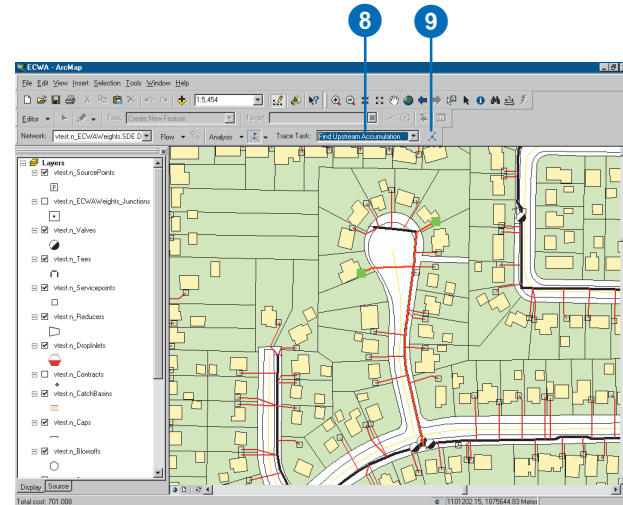 8 9
ECWA - ArcMap
File Edit View Insert Selection Tools Window Help
1:5,454
Editor Task: Create New Feature Target:
Network: vtest.n_ECWAWeights.SDE.D Flow Analysis Trace Task: Find Upstream Accumulation
Layers
vtest.n_SourcePoints
P
vtest.n_ECWAWeights_Junctions
vtest.n_Valves
vtest.n_Tees
vtest.n_Servicepoints
vtest.n_Reducers
vtest.n_DropInlets
vtest.n_Contracts
vtest.n_CatchBasins
vtest.n_Caps
vtest.n_Blowoffs
Display Source
Total cost: 701.008 1101202.15, 1075644.83 Meter